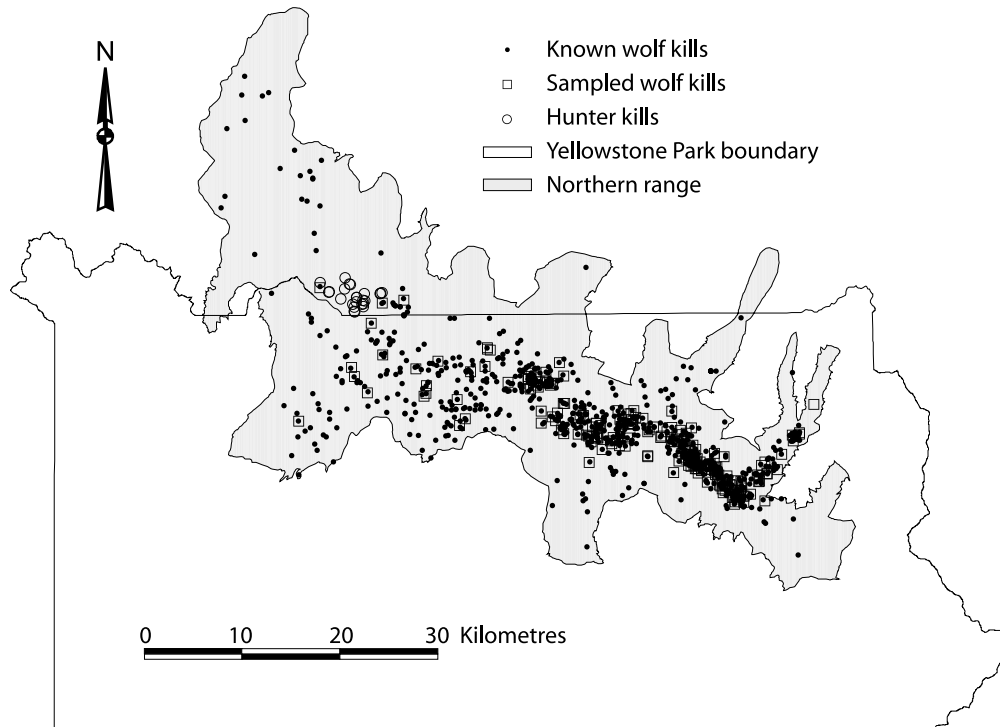 N
Known wolf kills
Sampled wolf kills
Hunter kills
Yellowstone Park boundary
Northern range
0 10 20 30 Kilometres